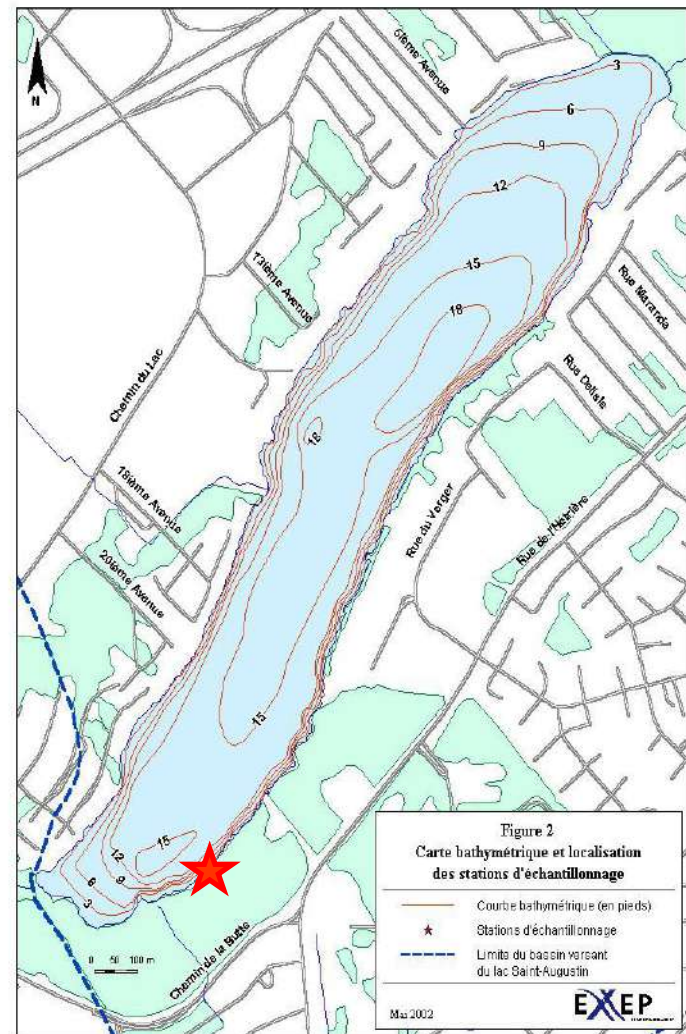 N
6ième Avenue
3
6
9
12
13ième Avenue
15
Rue Maranda
18
Chemin du Lac
Rue Delisle
18
18ième Avenue
Rue du Verger
Rue de l'Hetrière
20ième Avenue
15
15
12
9
6
3
0 50 100 m
Chemin de la Butte
Figure 2
Carte bathymétrique et localisation
des stations d'échantillonnage
Courbe bathymétrique (en pieds)
Stations d'échantillonnage
Limite du bassin versant
du lac Saint-Augustin
Mai 2002
EXEP